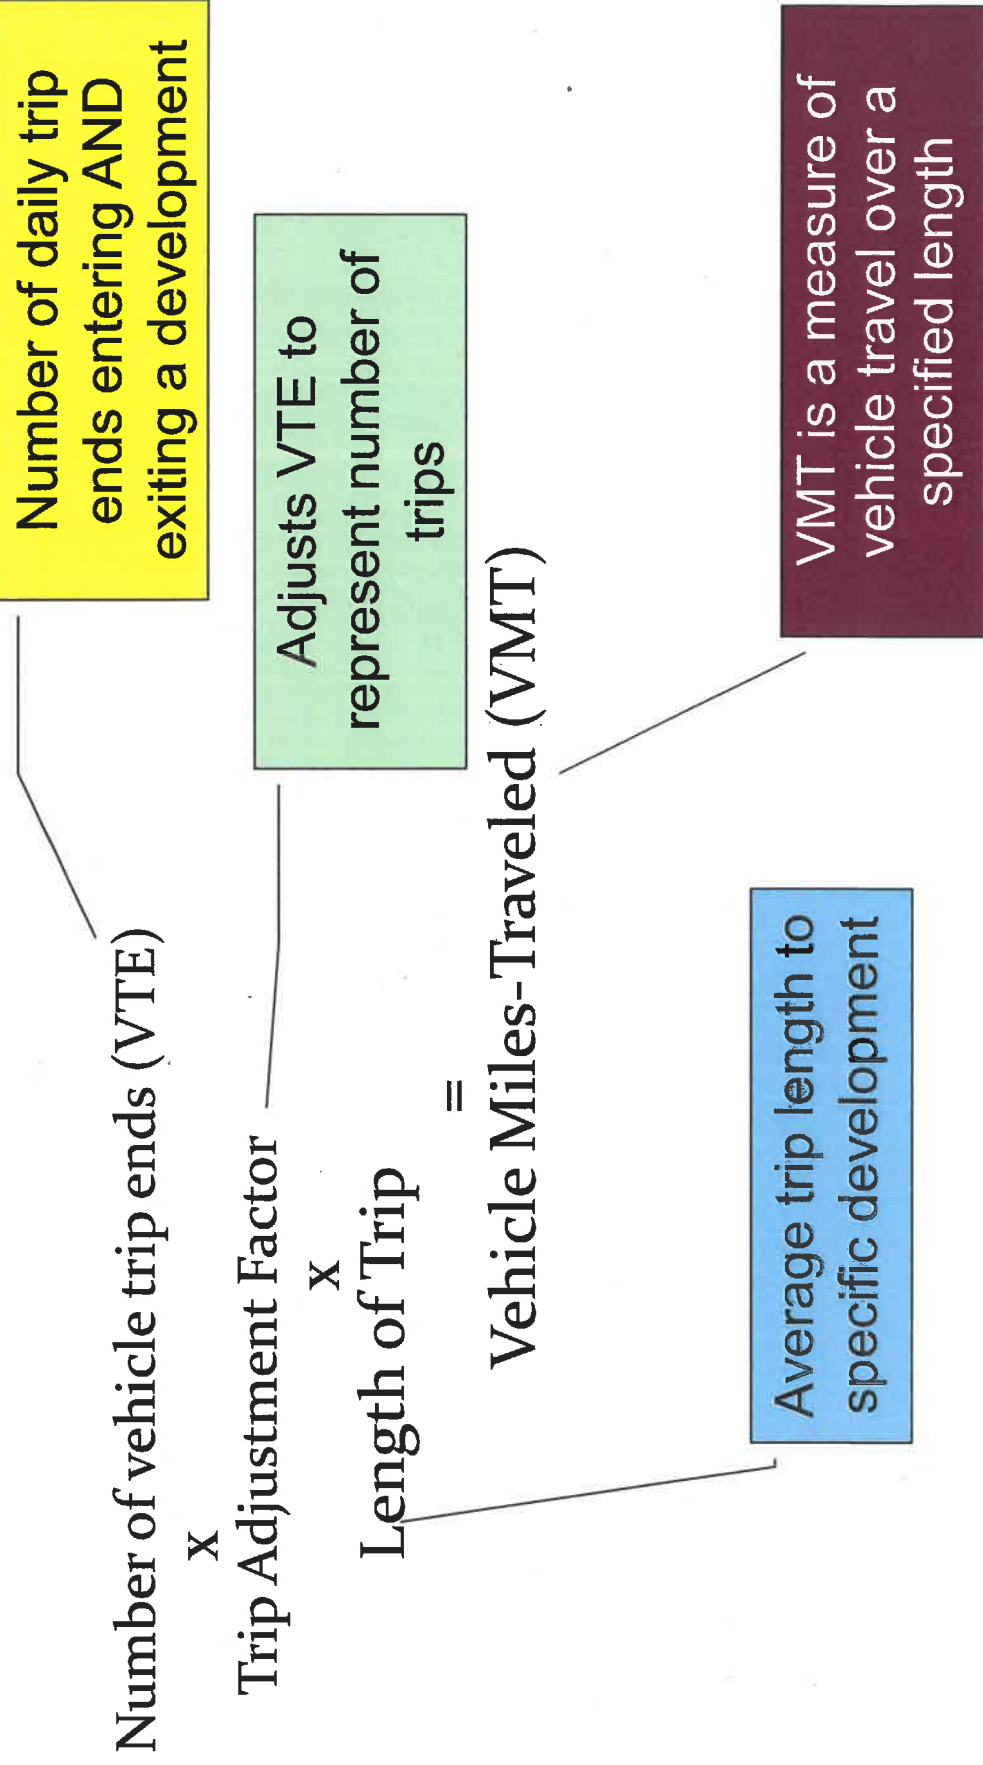 Number of daily trip
ends entering AND
exiting a development
Number of vehicle trip ends (VTE)
x
Trip Adjustment Factor
Adjusts VTE to
represent number of
trips
x
Length of Trip
=
Vehicle Miles-Traveled (VMT)
Average trip length to
specific development
VMT is a measure of
vehicle travel over a
specified length